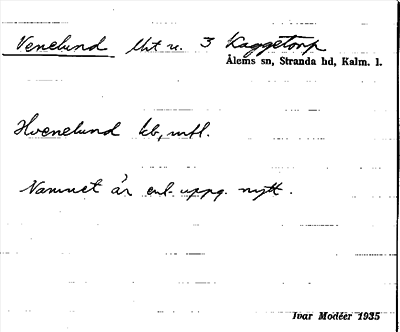 Venelund Ut u. 3 Kaggetorp
Ålems sn, Stranda hd, Kalm. l.
Hvenelund kb, mtl.
Namnet är enl. uppg. nytt.
Ivar Modéer 1935